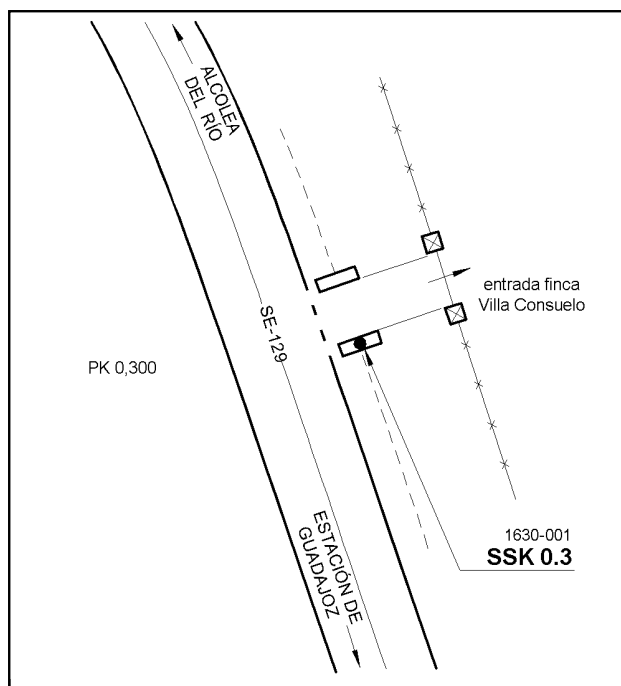 ALCOLEA
DEL RÍO
entrada finca
Villa Consuelo
SE-129
PK 0,300
ESTACIÓN DE
GUADAJOZ
1630-001
SSK 0.3